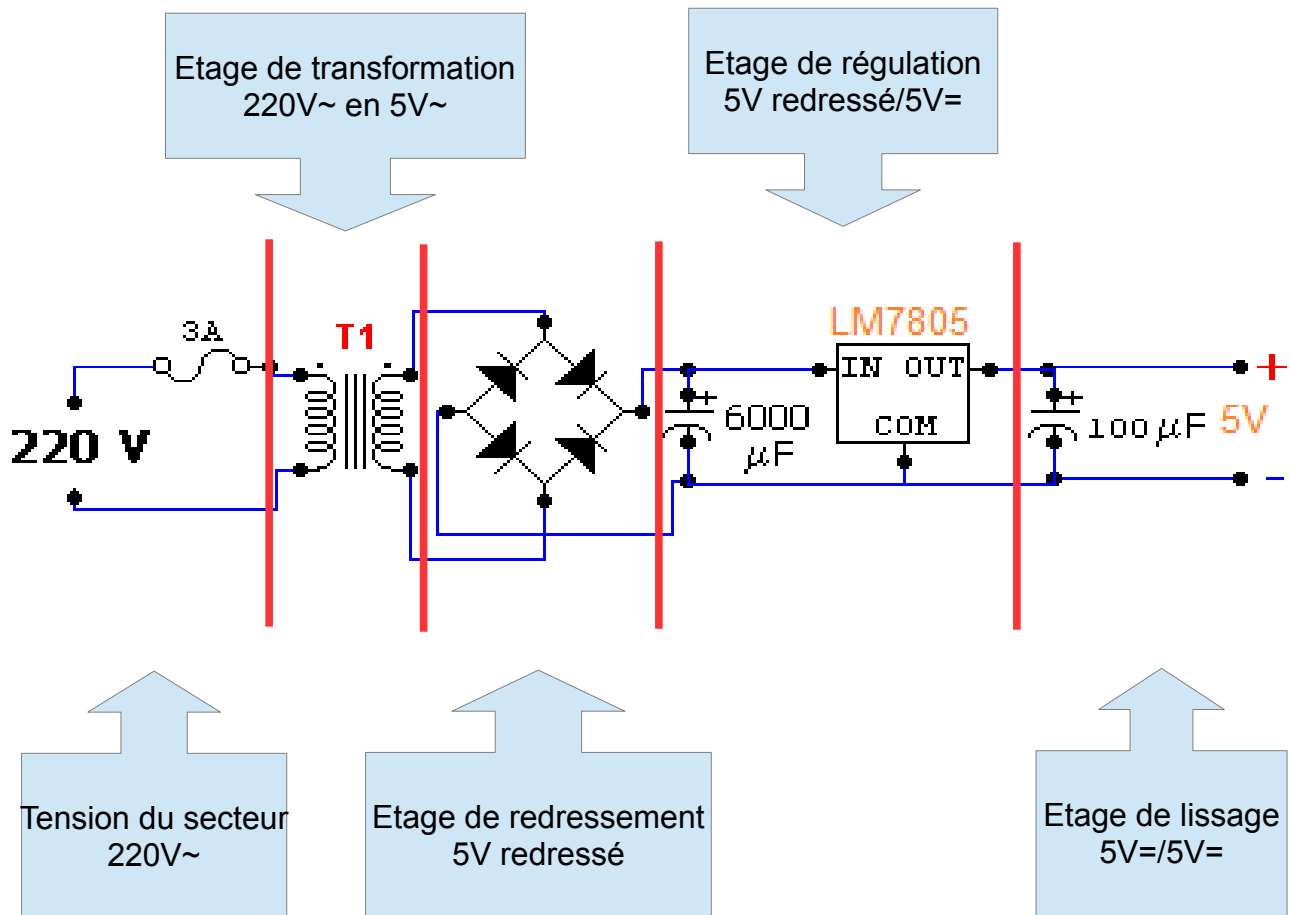 Etage de transformation
220V~ en 5V~
Etage de régulation
5V redressé/5V=
3A
T1
LM7805
IN OUT
COM
220 V
+
6000
µF
+
100 µF
5V
+
-
Tension du secteur
220V~
Etage de redressement
5V redressé
Etage de lissage
5V=/5V=